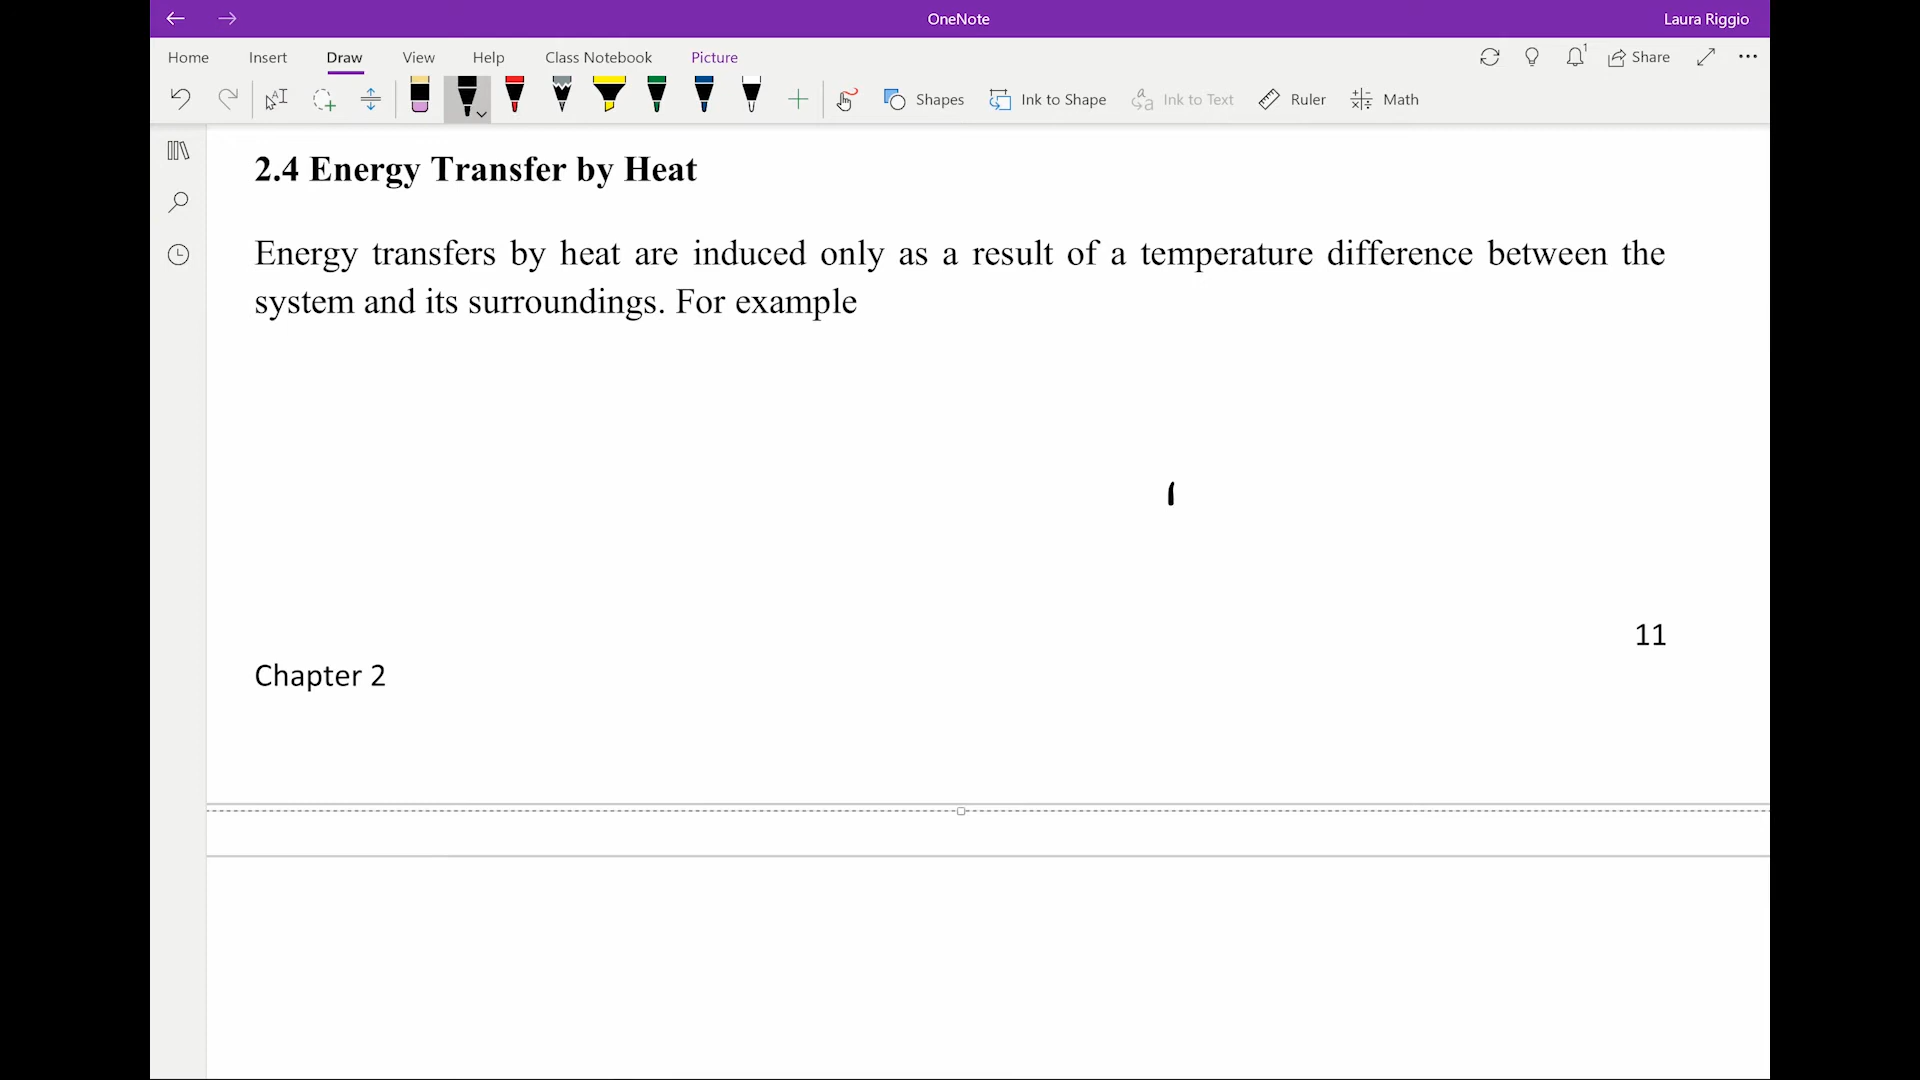 OneNote
Laura Riggio
Home Insert Draw View Help Class Notebook Picture
1 Share
Shapes Ink to Shape Ink to Text Ruler Math
2.4 Energy Transfer by Heat
Energy transfers by heat are induced only as a result of a temperature difference between the
system and its surroundings. For example
11
Chapter 2